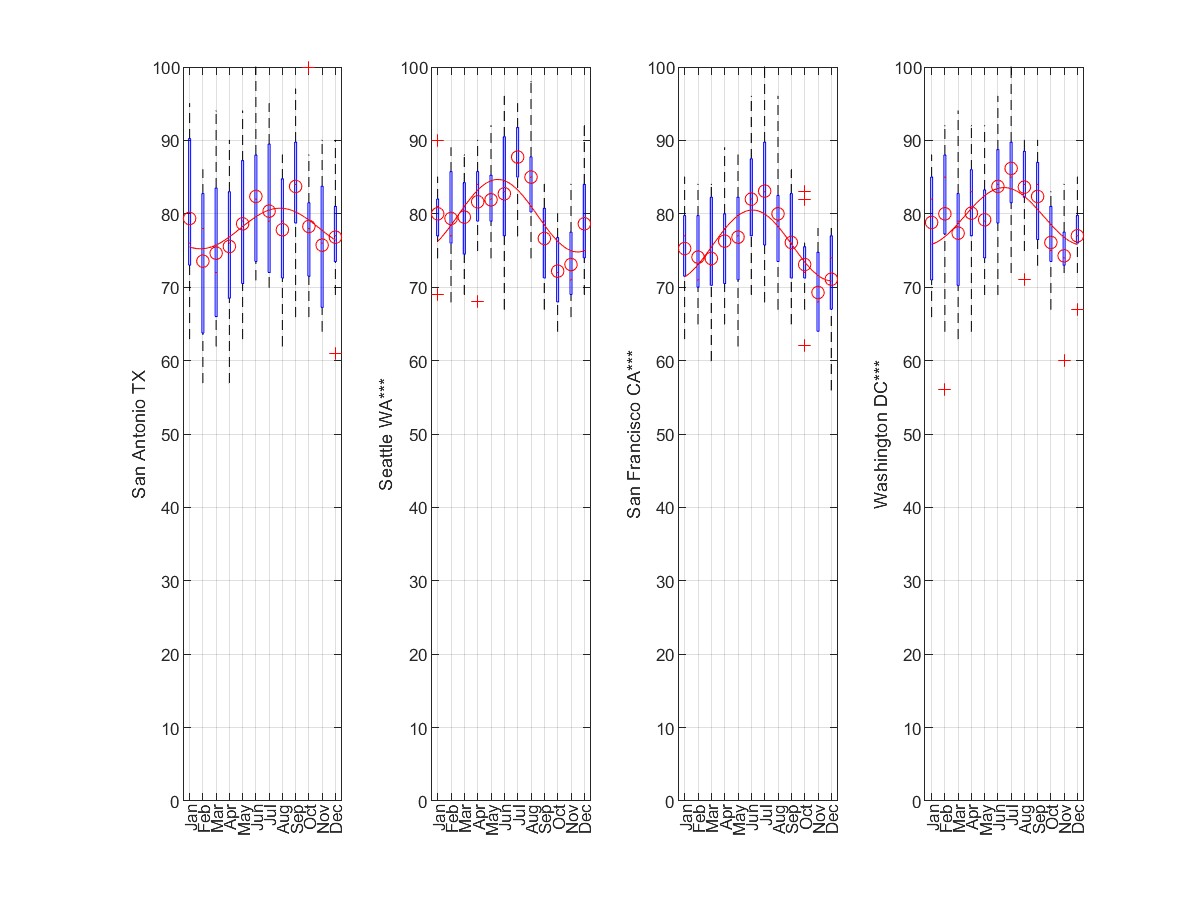 San Antonio TX
100
90
80
70
60
50
40
30
20
10
0
Jan
Feb
Mar
Apr
May
Jun
Jul
Aug
Sep
Oct
Nov
Dec
Seattle WA***
100
90
80
70
60
50
40
30
20
10
0
Jan
Feb
Mar
Apr
May
Jun
Jul
Aug
Sep
Oct
Nov
Dec
San Francisco CA***
100
90
80
70
60
50
40
30
20
10
0
Jan
Feb
Mar
Apr
May
Jun
Jul
Aug
Sep
Oct
Nov
Dec
Washington DC***
100
90
80
70
60
50
40
30
20
10
0
Jan
Feb
Mar
Apr
May
Jun
Jul
Aug
Sep
Oct
Nov
Dec